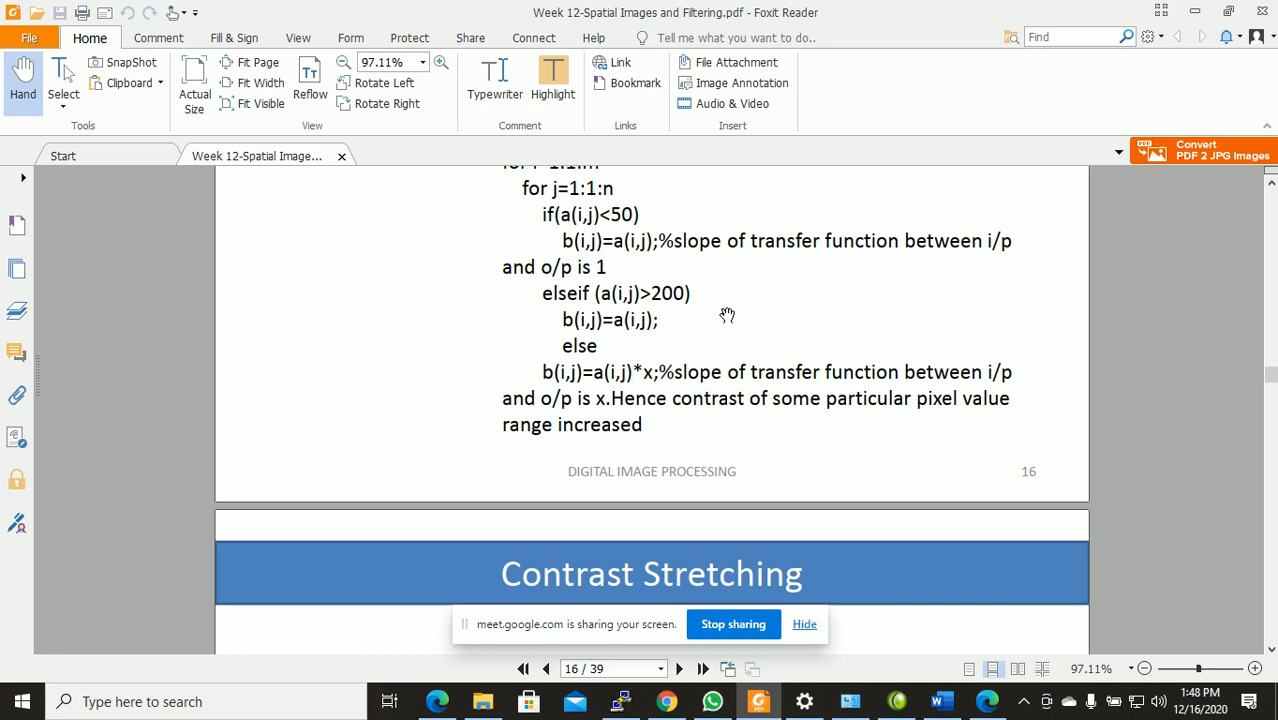 Week 12-Spatial Images and Filtering.pdf - Foxit Reader
File
Home
Comment
Fill & Sign
View
Form
Protect
Share
Connect
Help
Tell me what you want to do..
Find
Hand
Select
SnapShot
Clipboard
Tools
Actual
Size
Fit Page
Fit Width
Fit Visible
Reflow
97.11%
Rotate Left
Rotate Right
View
Typewriter
Highlight
Comment
Link
Bookmark
Links
File Attachment
Image Annotation
Audio & Video
Insert
Start
Week 12-Spatial Image...
Convert
PDF 2 JPG Images
for j=1:1:n
if(a(i,j)<50)
b(i,j)=a(i,j);%slope of transfer function between i/p
and o/p is 1
elseif (a(i,j)>200)
b(i,j)=a(i,j);
else
b(i,j)=a(i,j)*x;%slope of transfer function between i/p
and o/p is x.Hence contrast of some particular pixel value
range increased
DIGITAL IMAGE PROCESSING
16
Contrast Stretching
meet.google.com is sharing your screen.
Stop sharing
Hide
16 / 39
97.11%
Type here to search
1:48 PM
12/16/2020